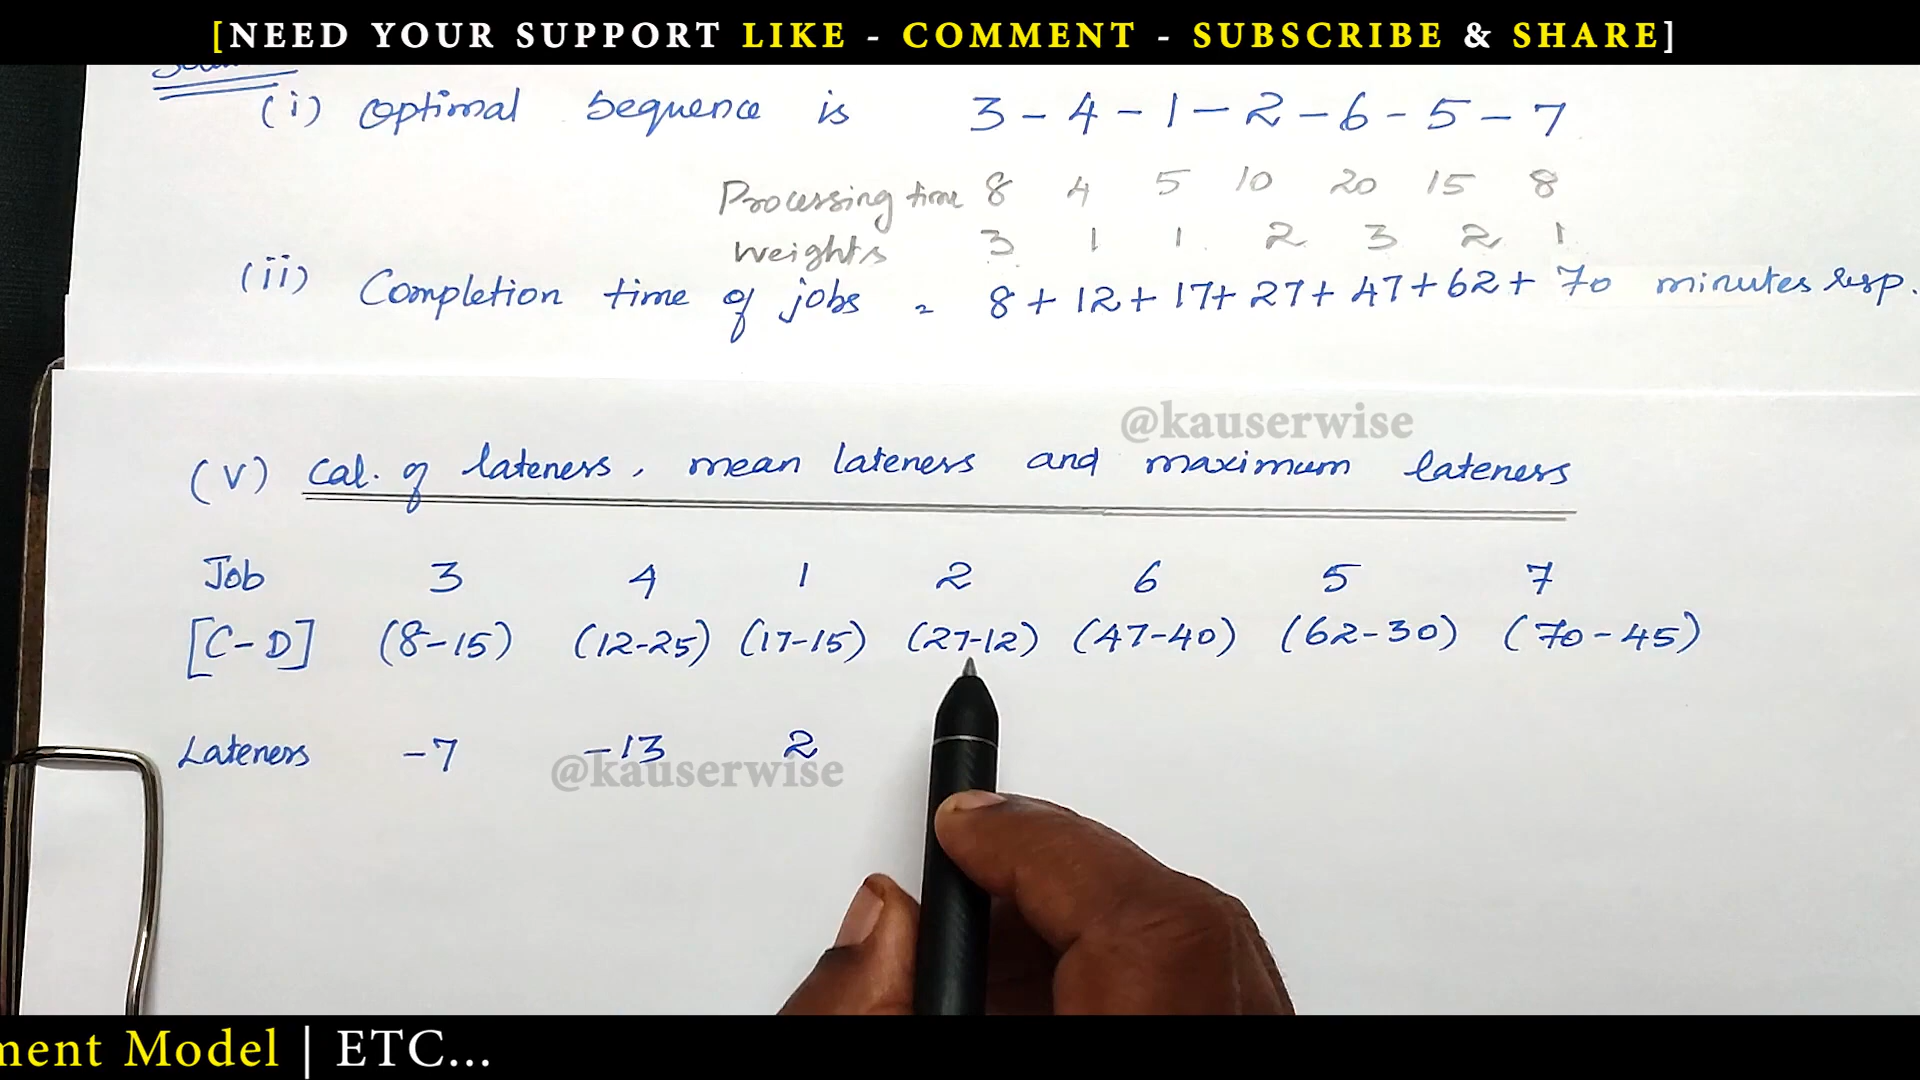 [NEED YOUR SUPPORT LIKE - COMMENT - SUBSCRIBE & SHARE]
(i) Optimal Sequence is 3 - 4 - 1 - 2 - 6 - 5 - 7
Processing time 8 4 5 10 20 15 8
Weights 3 1 1 2 3 2 1
(ii) Completion time of jobs = 8 + 12 + 17 + 27 + 47 + 62 + 70 minutes resp.
@kauserwise
(V) Cal. of lateness, mean lateness and maximum lateness
Job 3 4 1 2 6 5 7
[C-D] (8-15) (12-25) (17-15) (27-12) (47-40) (62-30) (70-45)
Lateness -7 -13 2
@kauserwise
ment Model | ETC...